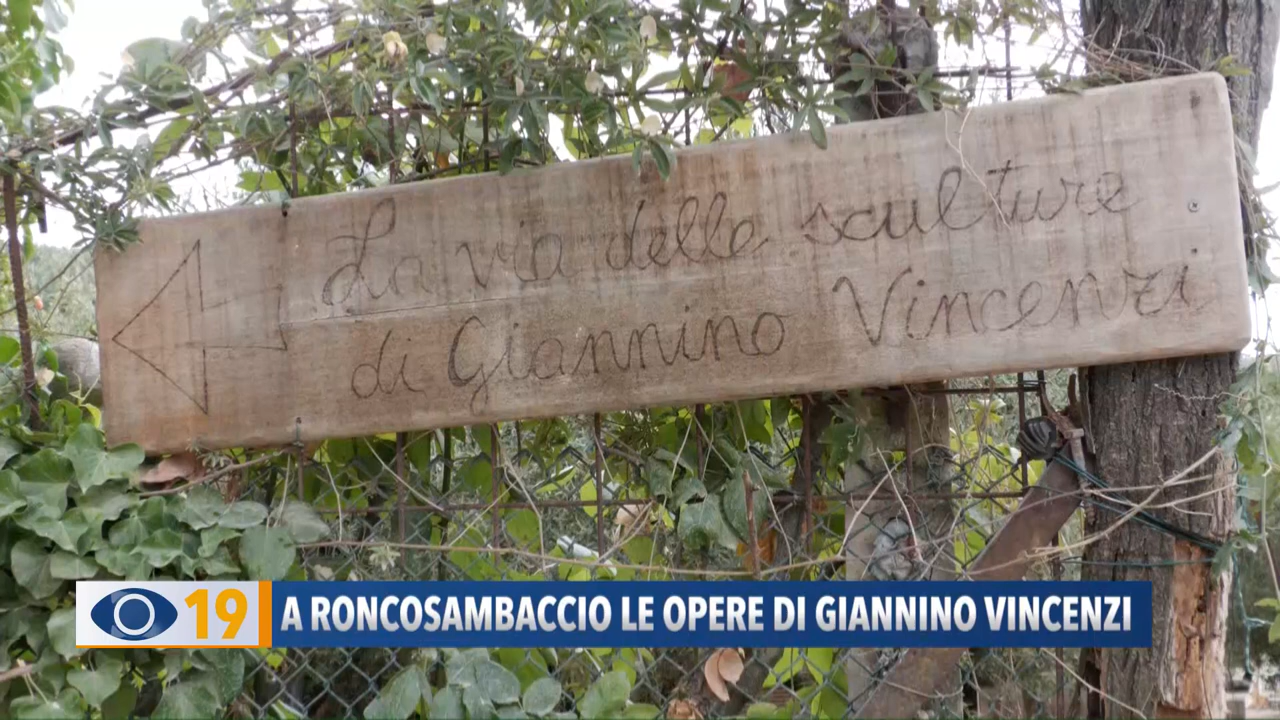 La via delle sculture
di Giannino Vincenzi
19
A RONCOSAMBACCIO LE OPERE DI GIANNINO VINCENZI